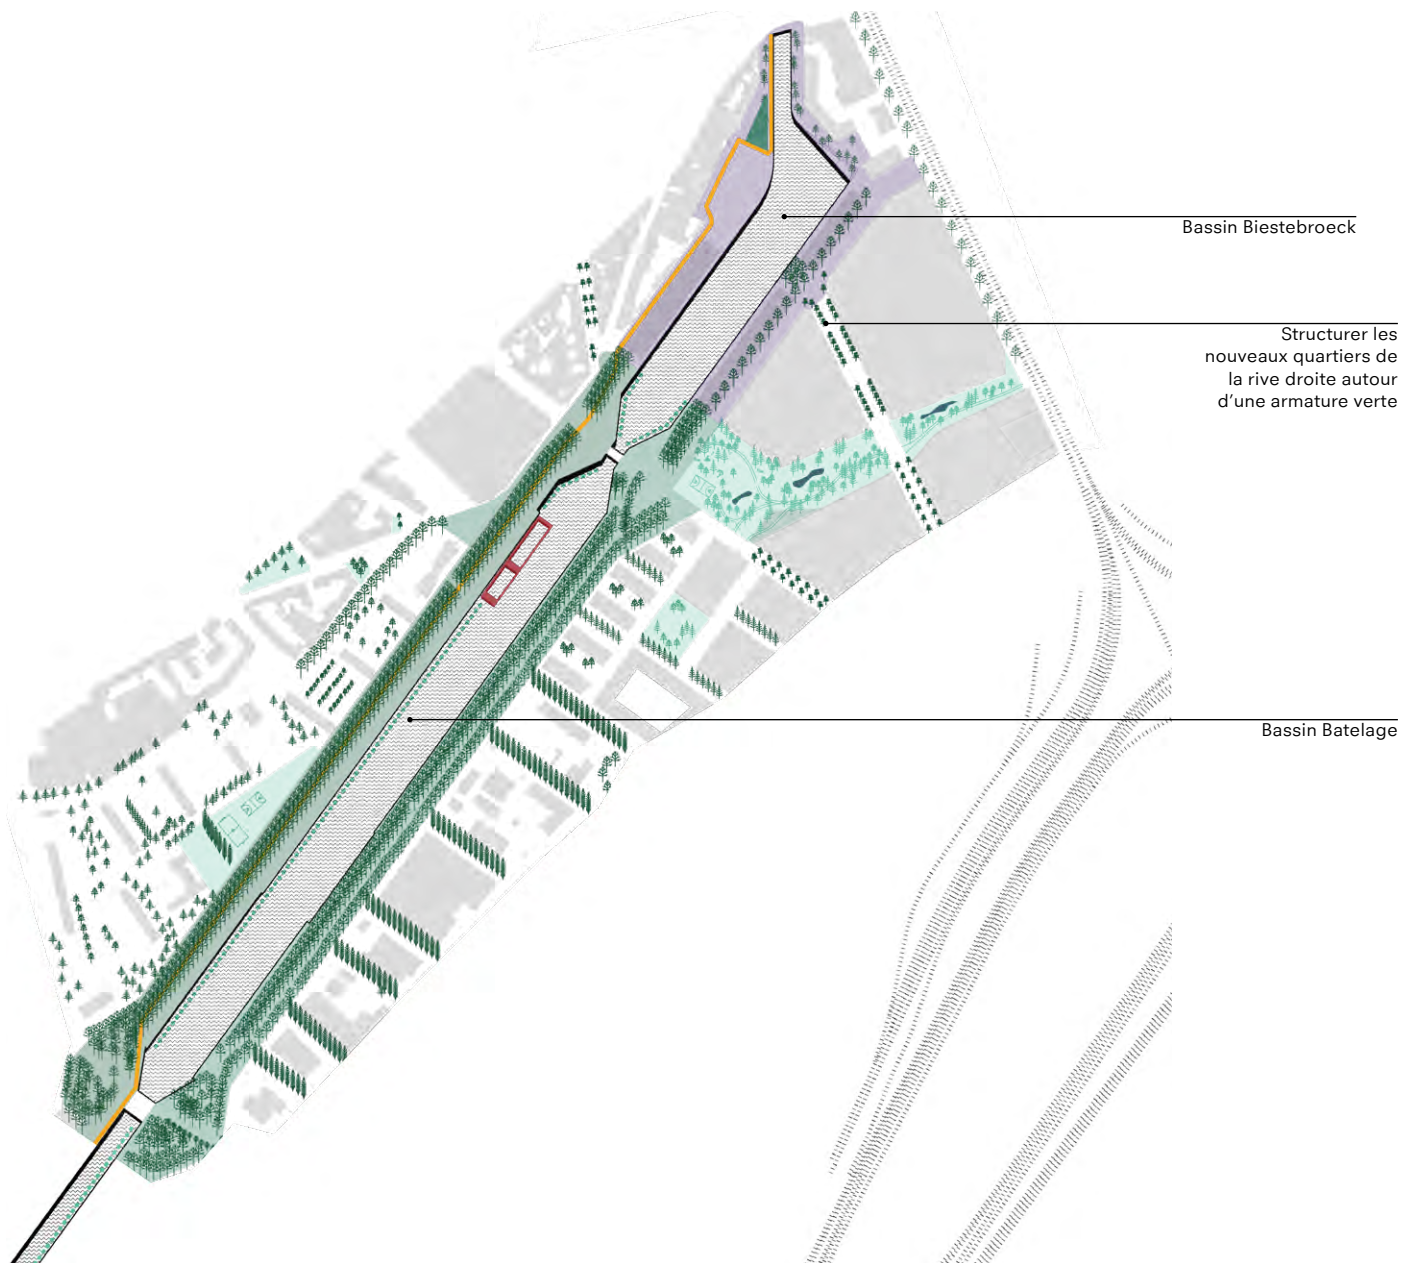 Bassin Biestebroeck
Structurer les
nouveaux quartiers de
la rive droite autour
d’une armature verte
Bassin Batelage